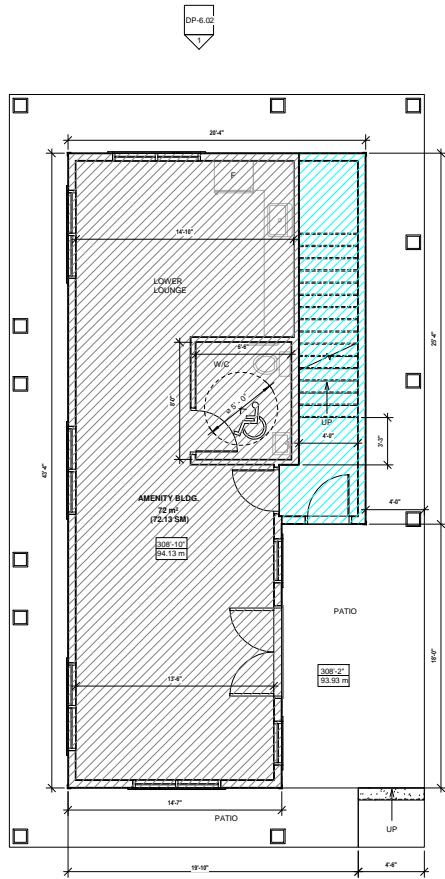 DP-6.02
1
20'-4"
F
14'-10"
LOWER
LOUNGE
6'-6"
W/C
ø 5' - 0"
8'-0"
43'-4"
25'-4"
UP
4'-0"
3'-3"
AMENITY BLDG.
72 m²
(72.13 SM)
308'-10"
94.13 m
4'-6"
PATIO
308'-2"
93.93 m
18'-0"
13'-6"
14'-7"
PATIO
UP
19'-10"
4'-6"